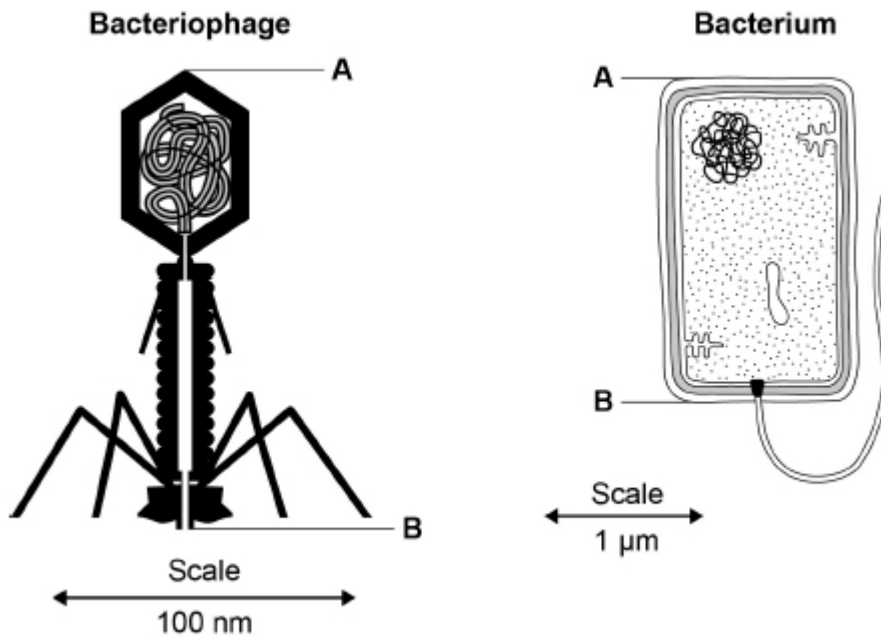 Bacteriophage
A
B
Scale
100 nm
Bacterium
A
B
Scale
1 µm